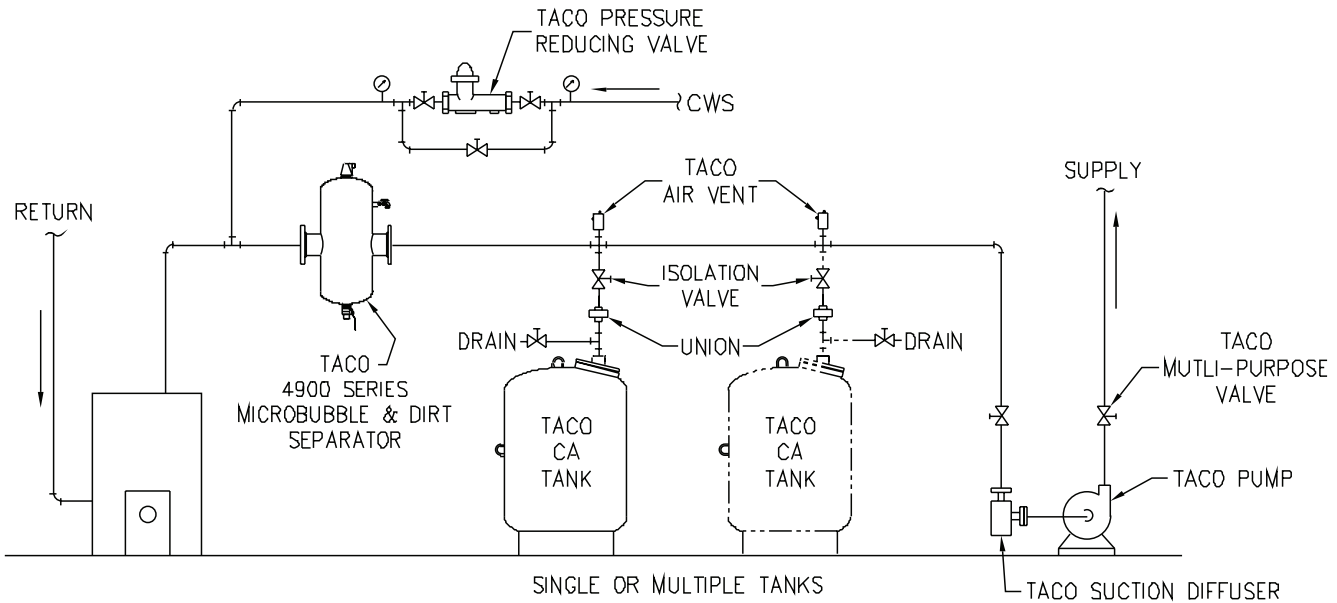 TACO PRESSURE
REDUCING VALVE
CWS
TACO
AIR VENT
SUPPLY
RETURN
ISOLATION
VALVE
DRAIN
UNION
DRAIN
TACO
4900 SERIES
MICROBUBBLE & DIRT
SEPARATOR
TACO
MUTLI-PURPOSE
VALVE
TACO
CA
TANK
TACO
CA
TANK
TACO PUMP
SINGLE OR MULTIPLE TANKS
TACO SUCTION DIFFUSER